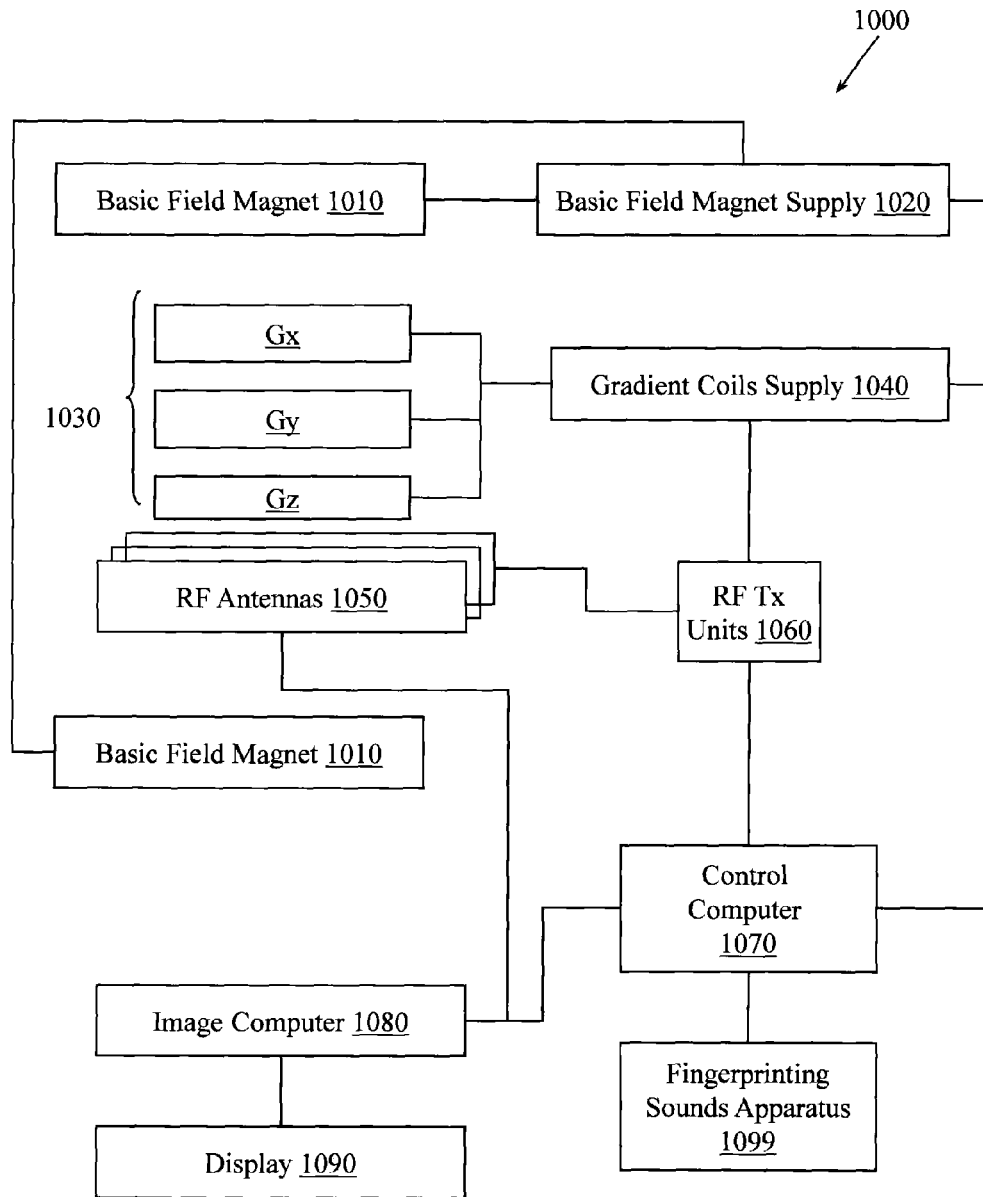 1000
Basic Field Magnet 1010
Basic Field Magnet Supply 1020
1030
Gx
Gy
Gz
Gradient Coils Supply 1040
RF Antennas 1050
RF Tx
Units 1060
Basic Field Magnet 1010
Control
Computer
1070
Image Computer 1080
Fingerprinting
Sounds Apparatus
1099
Display 1090